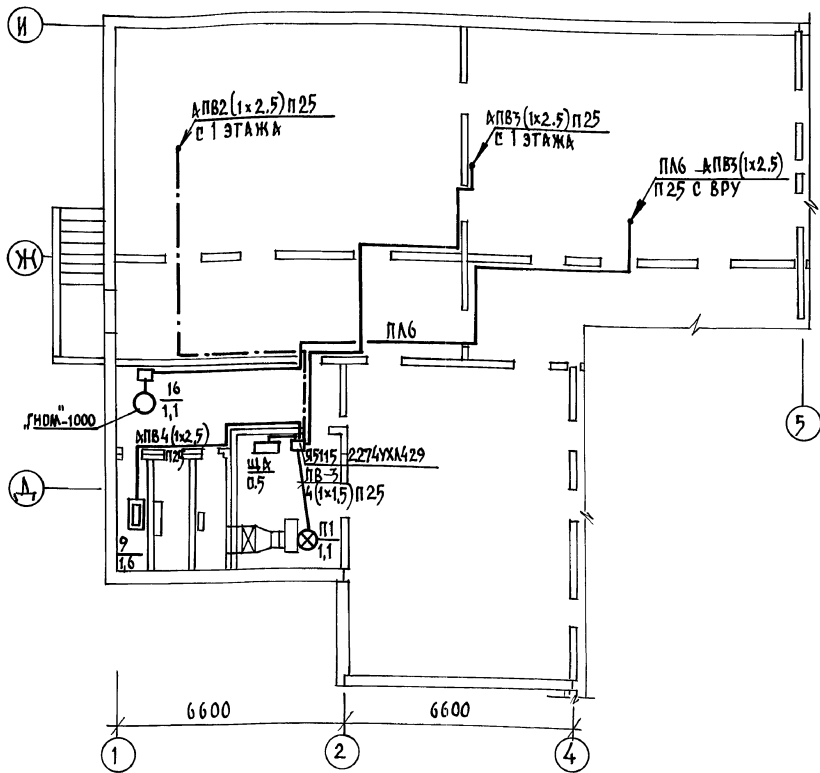 И
АПВ2(1х2,5)П25
С 1 ЭТАЖА
АПВ3(1х2.5)П25
С 1 ЭТАЖА
ПЛ6 – АПВ3(1х2,5)
П25 С ВРУ
Ж
ПЛ6
16
1,1
„ГНОМ"-1000
5
АПВ4(1х2,5)
П25
ЩА
0.5
Я5115-2274УХЛ429
ПВ-3
4(1х1,5)П25
Д
9
1,6
П1
1,1
6600
6600
1
2
4